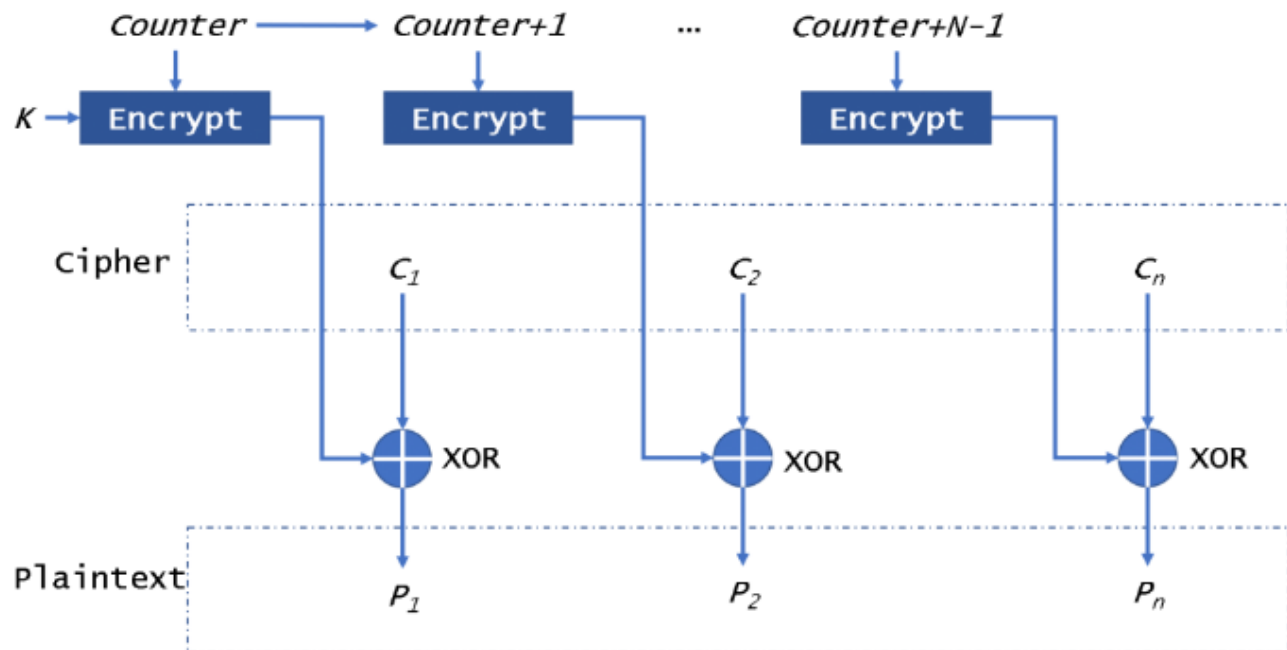 Counter Counter+1 … Counter+N-1
K Encrypt Encrypt Encrypt
Cipher C1 C2 Cn
XOR XOR XOR
Plaintext P1 P2 Pn